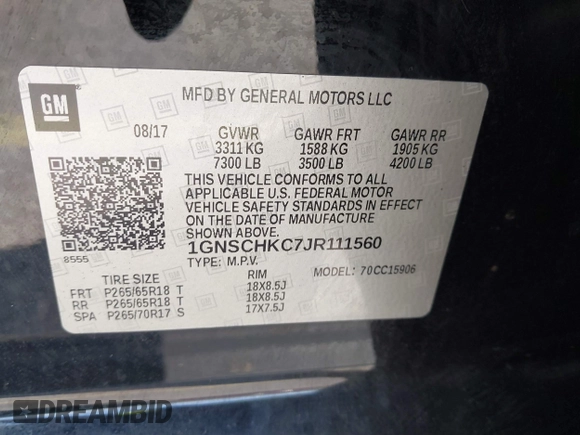 GM
MFD BY GENERAL MOTORS LLC
08/17 GVWR GAWR FRT GAWR RR
3311 KG 1588 KG 1905 KG
7300 LB 3500 LB 4200 LB
THIS VEHICLE CONFORMS TO ALL
APPLICABLE U.S. FEDERAL MOTOR
VEHICLE SAFETY STANDARDS IN EFFECT
ON THE DATE OF MANUFACTURE
SHOWN ABOVE.
1GNSCHKC7JR111560
8555
TYPE: M.P.V. MODEL: 70CC15906
TIRE SIZE RIM
FRT P265/65R18 T 18X8.5J
RR P265/65R18 T 18X8.5J
SPA P265/70R17 S 17X7.5J
DREAMBID